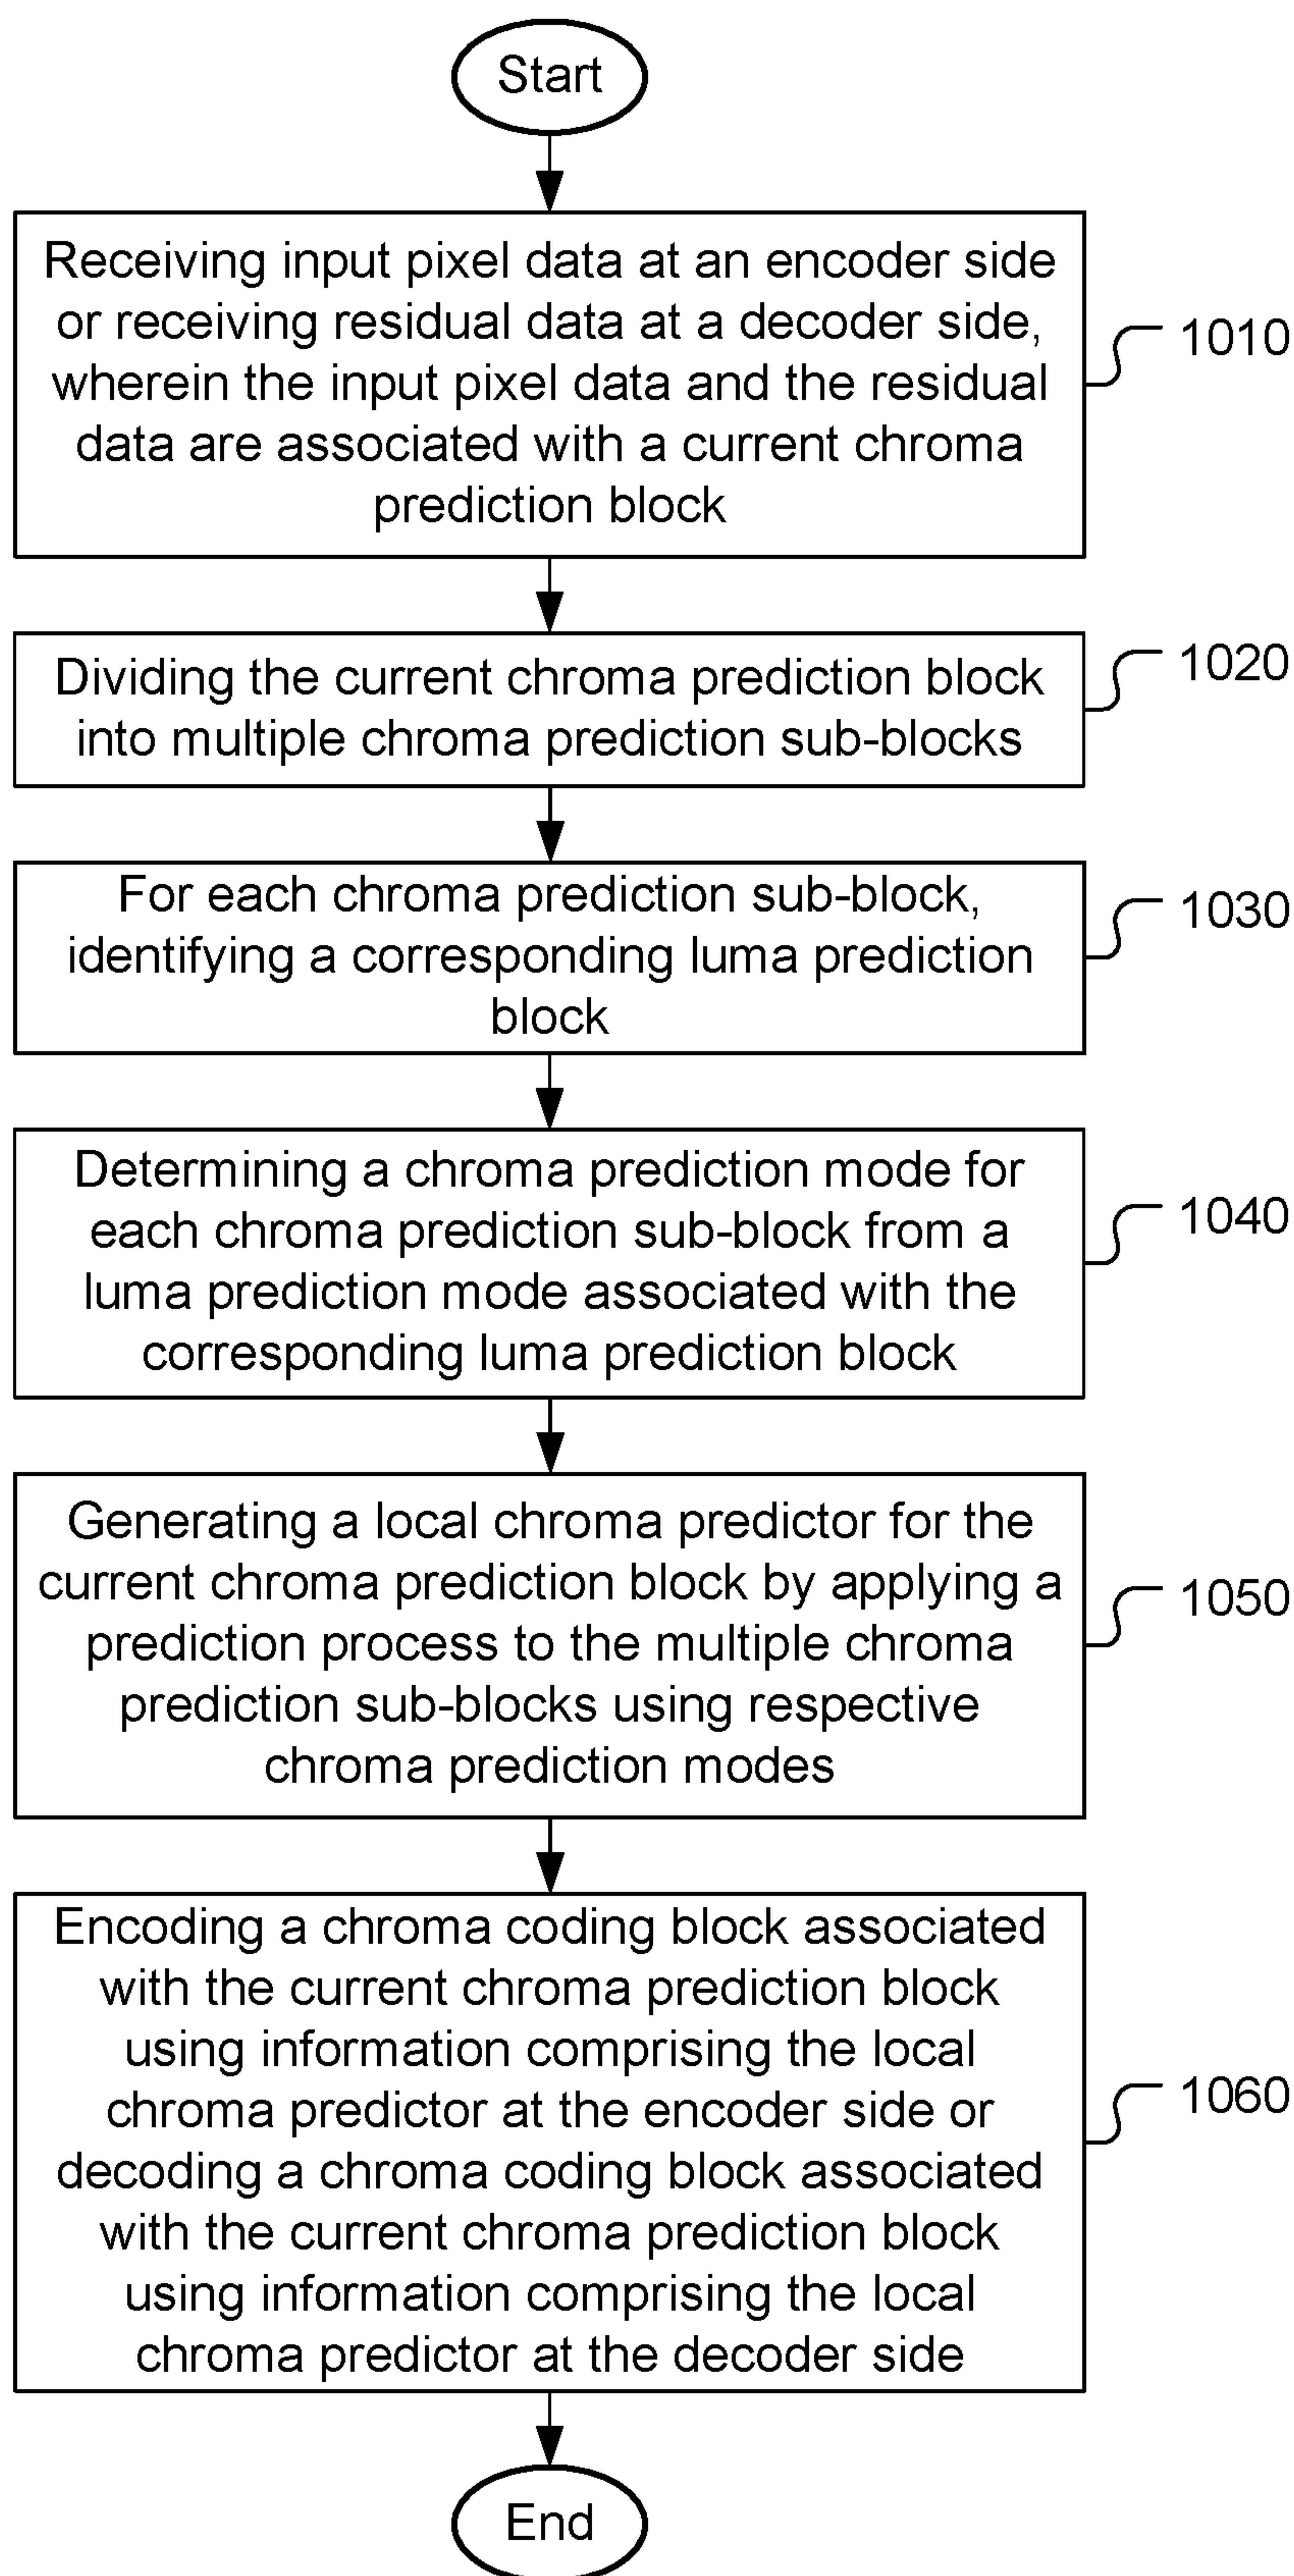 Start
Receiving input pixel data at an encoder side
or receiving residual data at a decoder side,
wherein the input pixel data and the residual
data are associated with a current chroma
prediction block
1010
Dividing the current chroma prediction block
into multiple chroma prediction sub-blocks
1020
For each chroma prediction sub-block,
identifying a corresponding luma prediction
block
1030
Determining a chroma prediction mode for
each chroma prediction sub-block from a
luma prediction mode associated with the
corresponding luma prediction block
1040
Generating a local chroma predictor for the
current chroma prediction block by applying a
prediction process to the multiple chroma
prediction sub-blocks using respective
chroma prediction modes
1050
Encoding a chroma coding block associated
with the current chroma prediction block
using information comprising the local
chroma predictor at the encoder side or
decoding a chroma coding block associated
with the current chroma prediction block
using information comprising the local
chroma predictor at the decoder side
1060
End